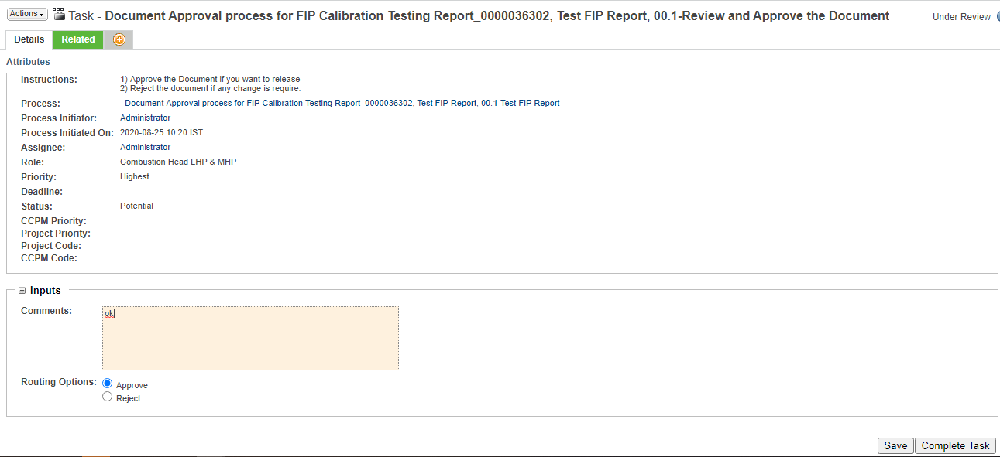 Actions Task - Document Approval process for FIP Calibration Testing Report_0000036302, Test FIP Report, 00.1-Review and Approve the Document Under Review
Details Related
Attributes
Instructions: 1) Approve the Document if you want to release
2) Reject the document if any change is require.
Process: Document Approval process for FIP Calibration Testing Report_0000036302, Test FIP Report, 00.1-Test FIP Report
Process Initiator: Administrator
Process Initiated On: 2020-08-25 10:20 IST
Assignee: Administrator
Role: Combustion Head LHP & MHP
Priority: Highest
Deadline:
Status: Potential
CCPM Priority:
Project Priority:
Project Code:
CCPM Code:
Inputs
Comments: ok
Routing Options: Approve
Reject
Save Complete Task